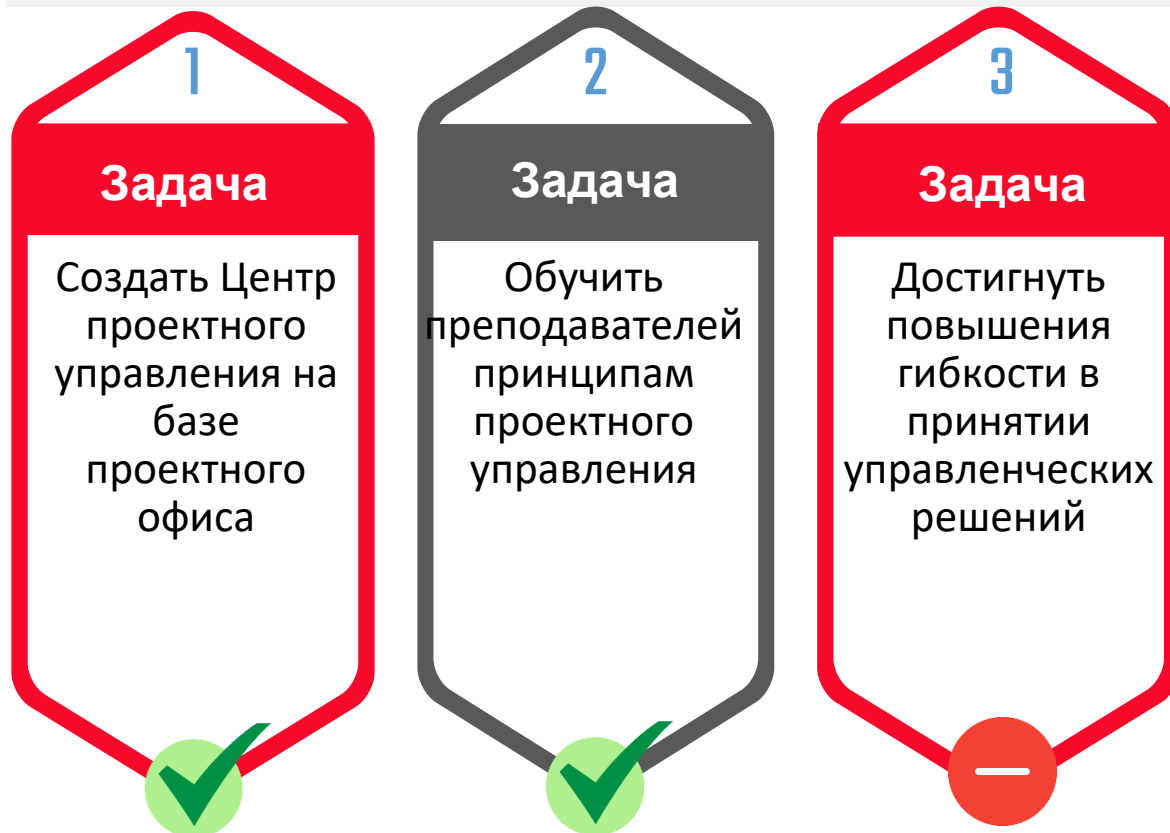 1
Задача
Создать Центр
проектного
управления на
базе
проектного
офиса
2
Задача
Обучить
преподавателей
принципам
проектного
управления
3
Задача
Достигнуть
повышения
гибкости в
принятии
управленческих
решений